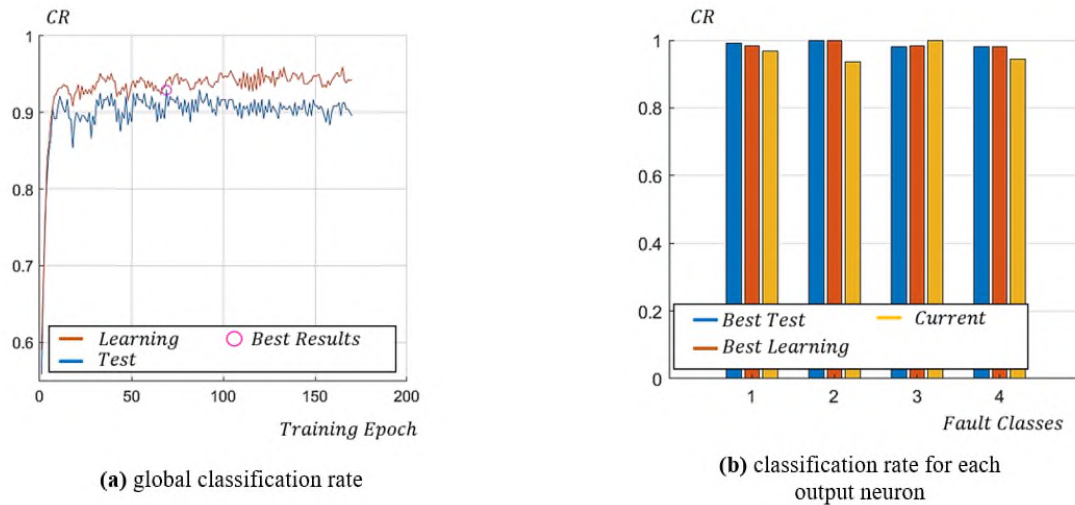 CR
1
0.9
0.8
0.7
0.6
Learning
Best Results
Test
0
50
100
150
200
Training Epoch
(a) global classification rate
CR
1
0.8
0.6
0.4
0.2
0
Best Test
Current
Best Learning
1
2
3
4
Fault Classes
(b) classification rate for each
output neuron